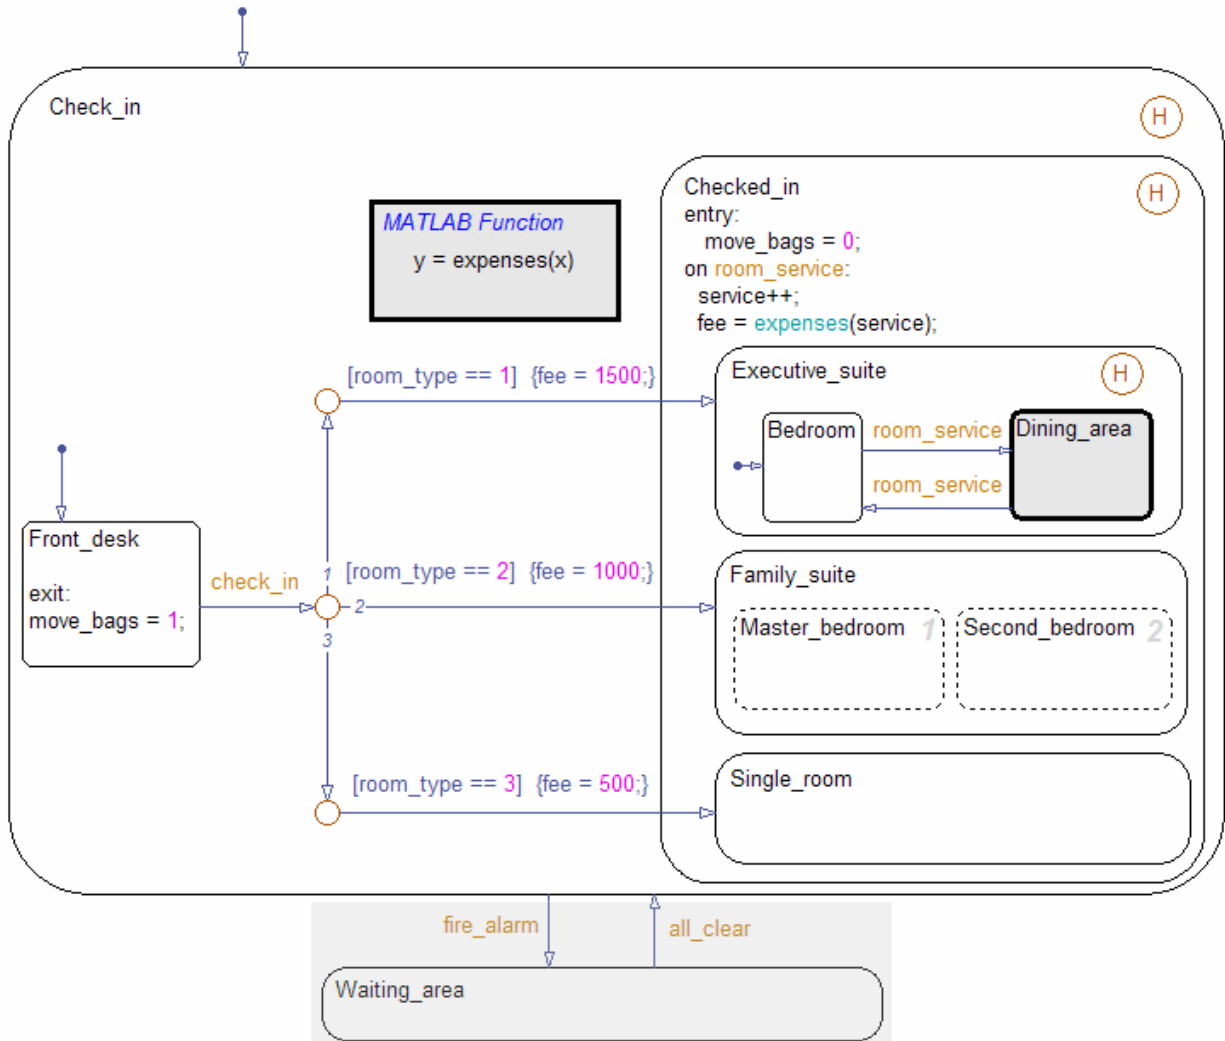 Check_in
H
Checked_in
H
entry:
move_bags = 0;
on room_service:
service++;
fee = expenses(service);
MATLAB Function
y = expenses(x)
[room_type == 1] {fee = 1500;}
Executive_suite
H
Bedroom
room_service
Dining_area
room_service
Front_desk
exit:
move_bags = 1;
check_in
1
2
3
[room_type == 2] {fee = 1000;}
Family_suite
Master_bedroom 1
Second_bedroom 2
[room_type == 3] {fee = 500;}
Single_room
fire_alarm
all_clear
Waiting_area